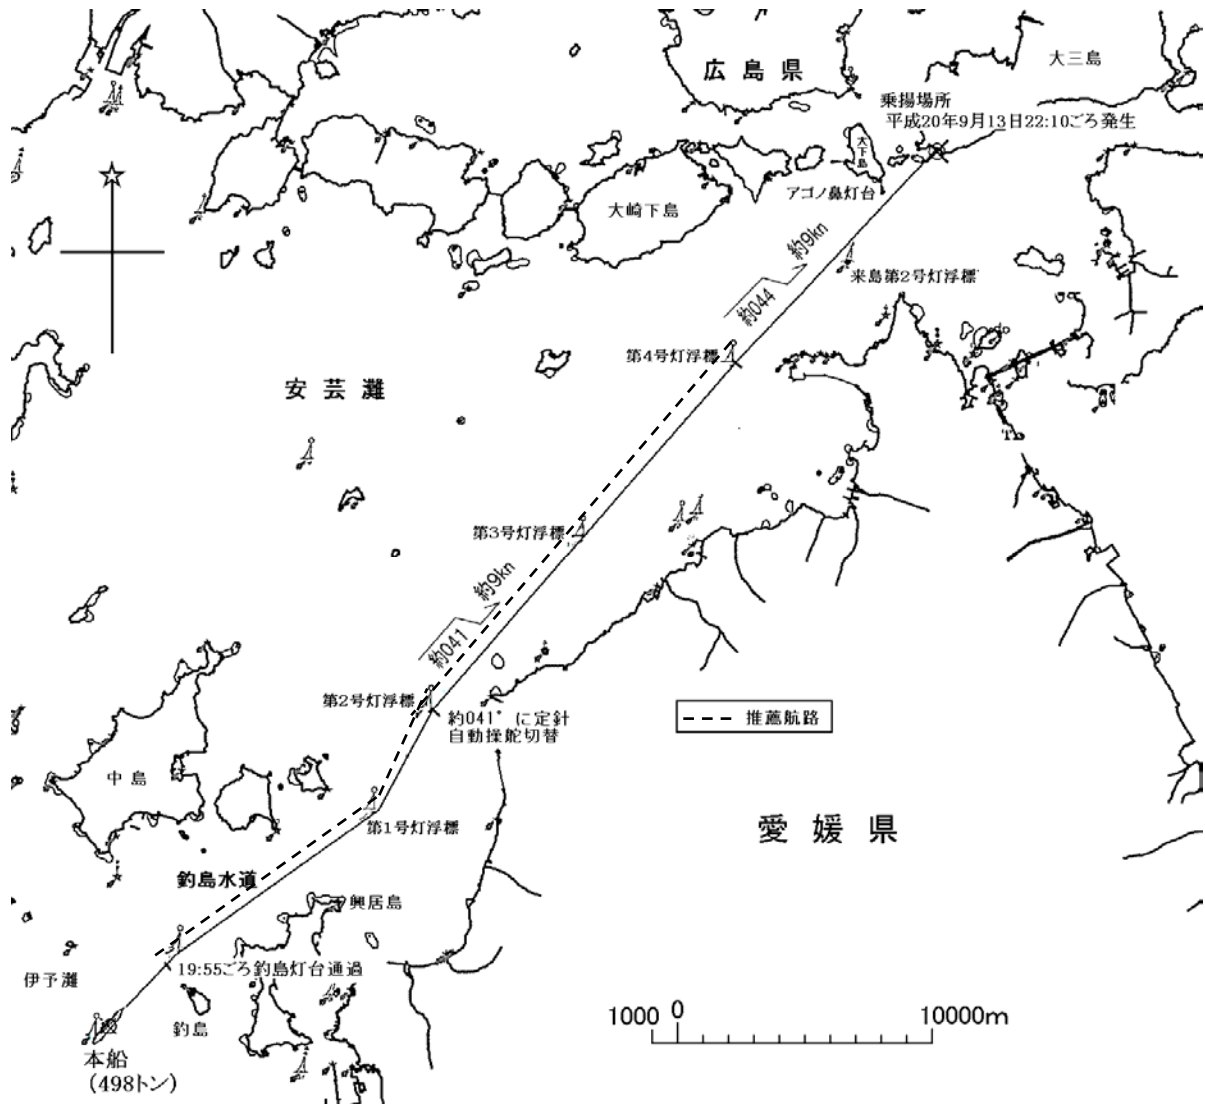 広島県
大三島
乗揚場所
平成20年9月13日22:10ごろ発生
大下島
アゴノ鼻灯台
大崎下島
約9kn
来島第2号灯浮標
約044
第4号灯浮標
安芸灘
第3号灯浮標
約9kn
約041
第2号灯浮標
約041°に定針
自動操舵切替
推薦航路
中島
第1号灯浮標
愛媛県
釣島水道
興居島
19:55ごろ釣島灯台通過
伊予灘
釣島
1000 0 10000m
本船
(498トン)